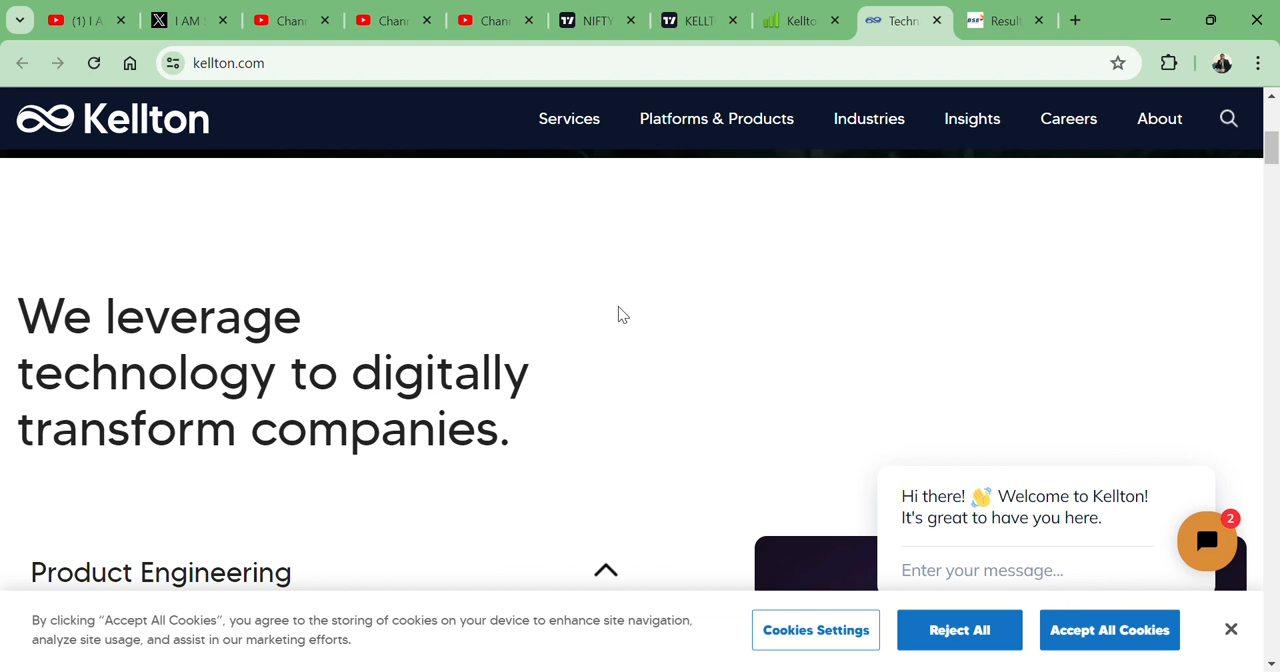 (1) I A
I AM
Chan
Chan
Chan
NIFTY
KELLT
Kellto
Techn
BSE
Result
kellton.com
Kellton
Services
Platforms & Products
Industries
Insights
Careers
About
We leverage
technology to digitally
transform companies.
Hi there! 👋 Welcome to Kellton!
It's great to have you here.
2
Enter your message...
Product Engineering
By clicking “Accept All Cookies”, you agree to the storing of cookies on your device to enhance site navigation,
analyze site usage, and assist in our marketing efforts.
Cookies Settings
Reject All
Accept All Cookies